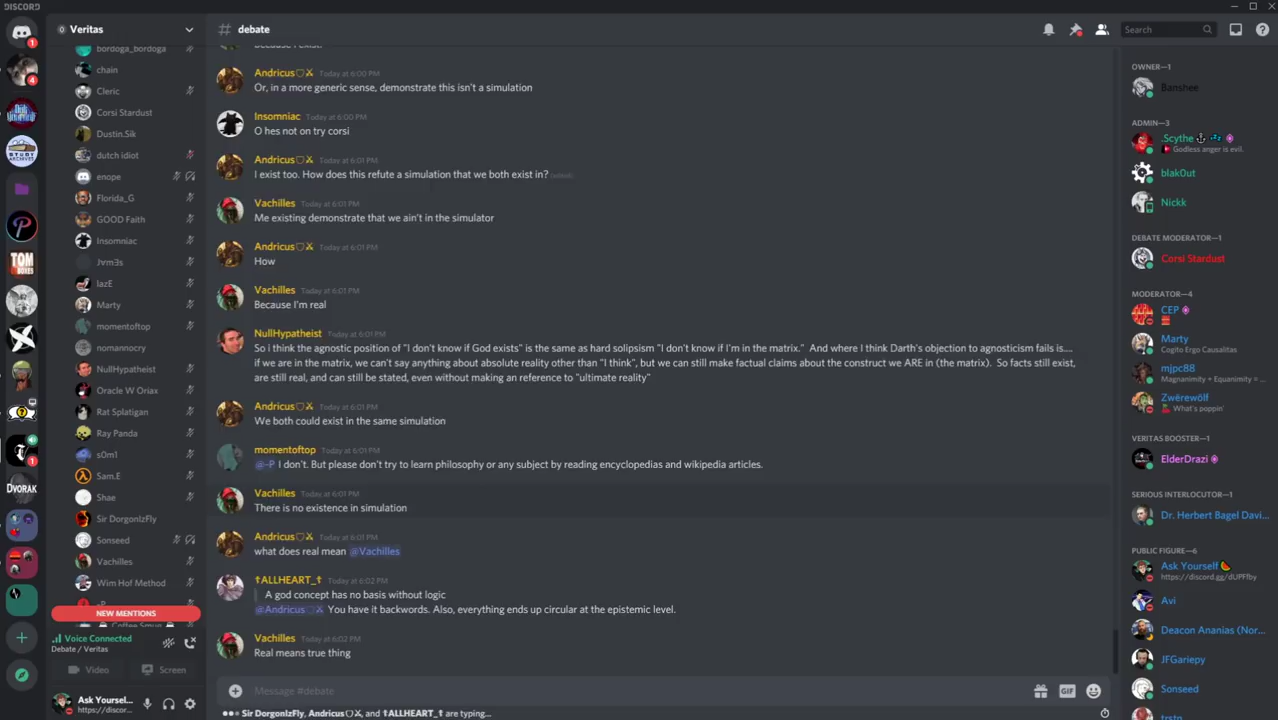 DISCORD
Veritas
# debate
Search
bordoga_bordoga
chain
Cleric
Corsi Stardust
Dustin.Sik
dutch idiot
enope
Florida_G
GOOD Faith
Insomniac
J∀m∃s
lazE
Marty
momentoftop
nomannocry
NullHypatheist
Oracle W Oriax
Rat Splatigan
Ray Panda
s0m1
Sam.E
Shae
Sir DorgonIzFly
Sonseed
Vachilles
Wim Hof Method
-P
NEW MENTIONS
Voice Connected
Debate / Veritas
Video
Screen
Ask Yoursel...
https://discor...
1
4
TOM
BOXES
1
DVORAK
because I exist.
Andricus Today at 6:00 PM
Or, in a more generic sense, demonstrate this isn't a simulation
Insomniac Today at 6:00 PM
O hes not on try corsi
Andricus Today at 6:01 PM
I exist too. How does this refute a simulation that we both exist in? (edited)
Vachilles Today at 6:01 PM
Me existing demonstrate that we ain't in the simulator
Andricus Today at 6:01 PM
How
Vachilles Today at 6:01 PM
Because I'm real
NullHypatheist Today at 6:01 PM
So i think the agnostic position of "I don't know if God exists" is the same as hard solipsism "I don't know if I'm in the matrix."  And where I think Darth's objection to agnosticism fails is....
if we are in the matrix, we can't say anything about absolute reality other than "I think", but we can still make factual claims about the construct we ARE in (the matrix).  So facts still exist,
are still real, and can still be stated, even without making an reference to "ultimate reality"
Andricus Today at 6:01 PM
We both could exist in the same simulation
momentoftop Today at 6:01 PM
@-P I don't. But please don't try to learn philosophy or any subject by reading encyclopedias and wikipedia articles.
Vachilles Today at 6:01 PM
There is no existence in simulation
Andricus Today at 6:01 PM
what does real mean @Vachilles
†ALLHEART_† Today at 6:02 PM
A god concept has no basis without logic
@Andricus You have it backwords. Also, everything ends up circular at the epistemic level.
Vachilles Today at 6:02 PM
Real means true thing
Message #debate
GIF
Sir DorgonIzFly, Andricus, and †ALLHEART_† are typing...
OWNER—1
Banshee
ADMIN—3
.Scythe
Godless anger is evil.
blak0ut
Nickk
DEBATE MODERATOR—1
Corsi Stardust
MODERATOR—4
CEP
Marty
Cogito Ergo Causalitas
mjpc88
Magnanimity + Equanimity = ...
Zwërewölf
What's poppin'
VERITAS BOOSTER—1
ElderDrazi
SERIOUS INTERLOCUTOR—1
Dr. Herbert Bagel Davi...
PUBLIC FIGURE—6
Ask Yourself
https://discord.gg/dUPFfby
Avi
Deacon Ananias (Nor...
JFGariepy
Sonseed